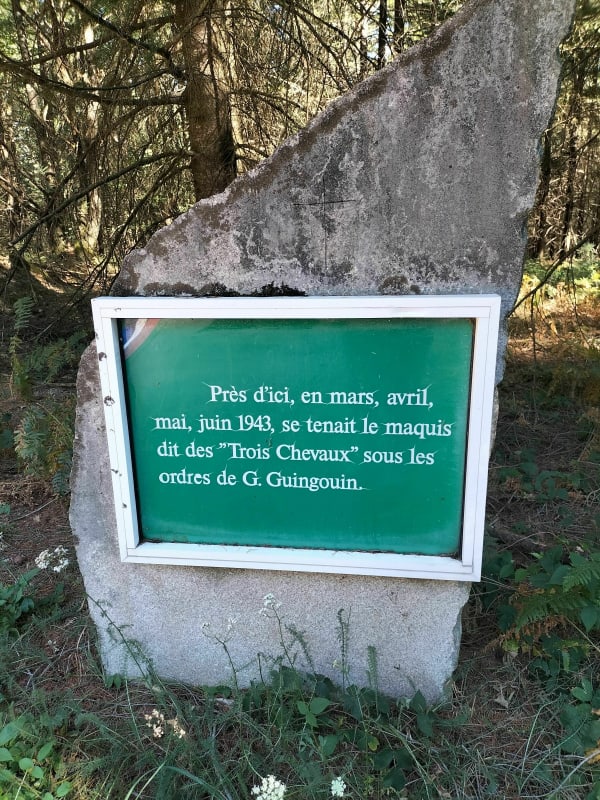 Près d'ici, en mars, avril,
mai, juin 1943, se tenait le maquis
dit des "Trois Chevaux" sous les
ordres de G. Guingouin.